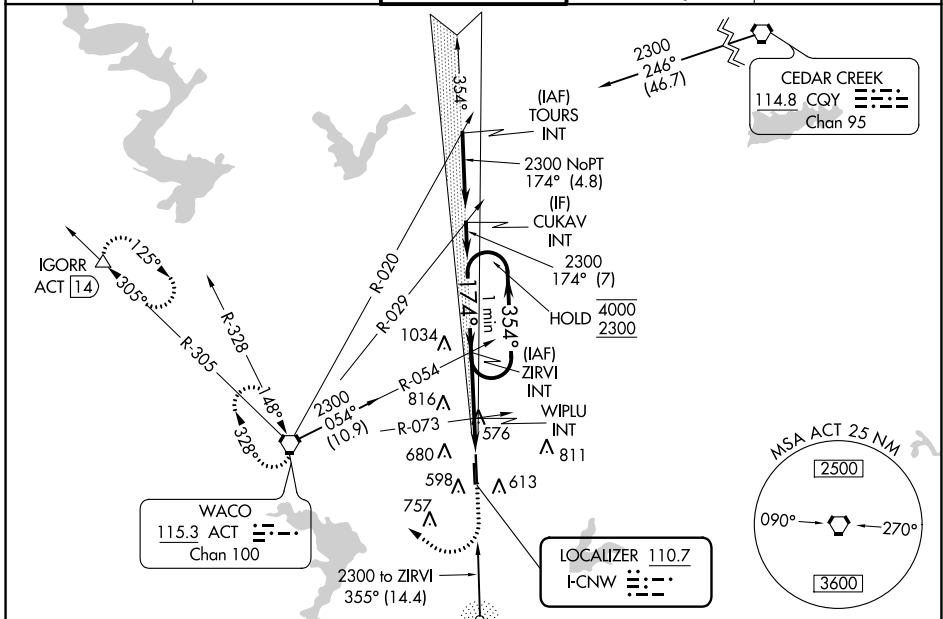 2300
246°
(46.7)
CEDAR CREEK
114.8 CQY
Chan 95
354°
(IAF)
TOURS
INT
2300 NoPT
174° (4.8)
(IF)
CUKAV
INT
2300
174° (7)
HOLD 4000
2300
174°
1 min
354°
(IAF)
ZIRVI
INT
WIPLU
INT
IGORR
ACT 14
125°
305°
R-305
R-328
148°
328°
R-020
R-029
R-054
2300
054°
(10.9)
R-073
1034
816
576
680
811
598
613
757
WACO
115.3 ACT
Chan 100
2300 to ZIRVI
355° (14.4)
LOCALIZER 110.7
I-CNW
MSA ACT 25 NM
2500
090°
270°
3600